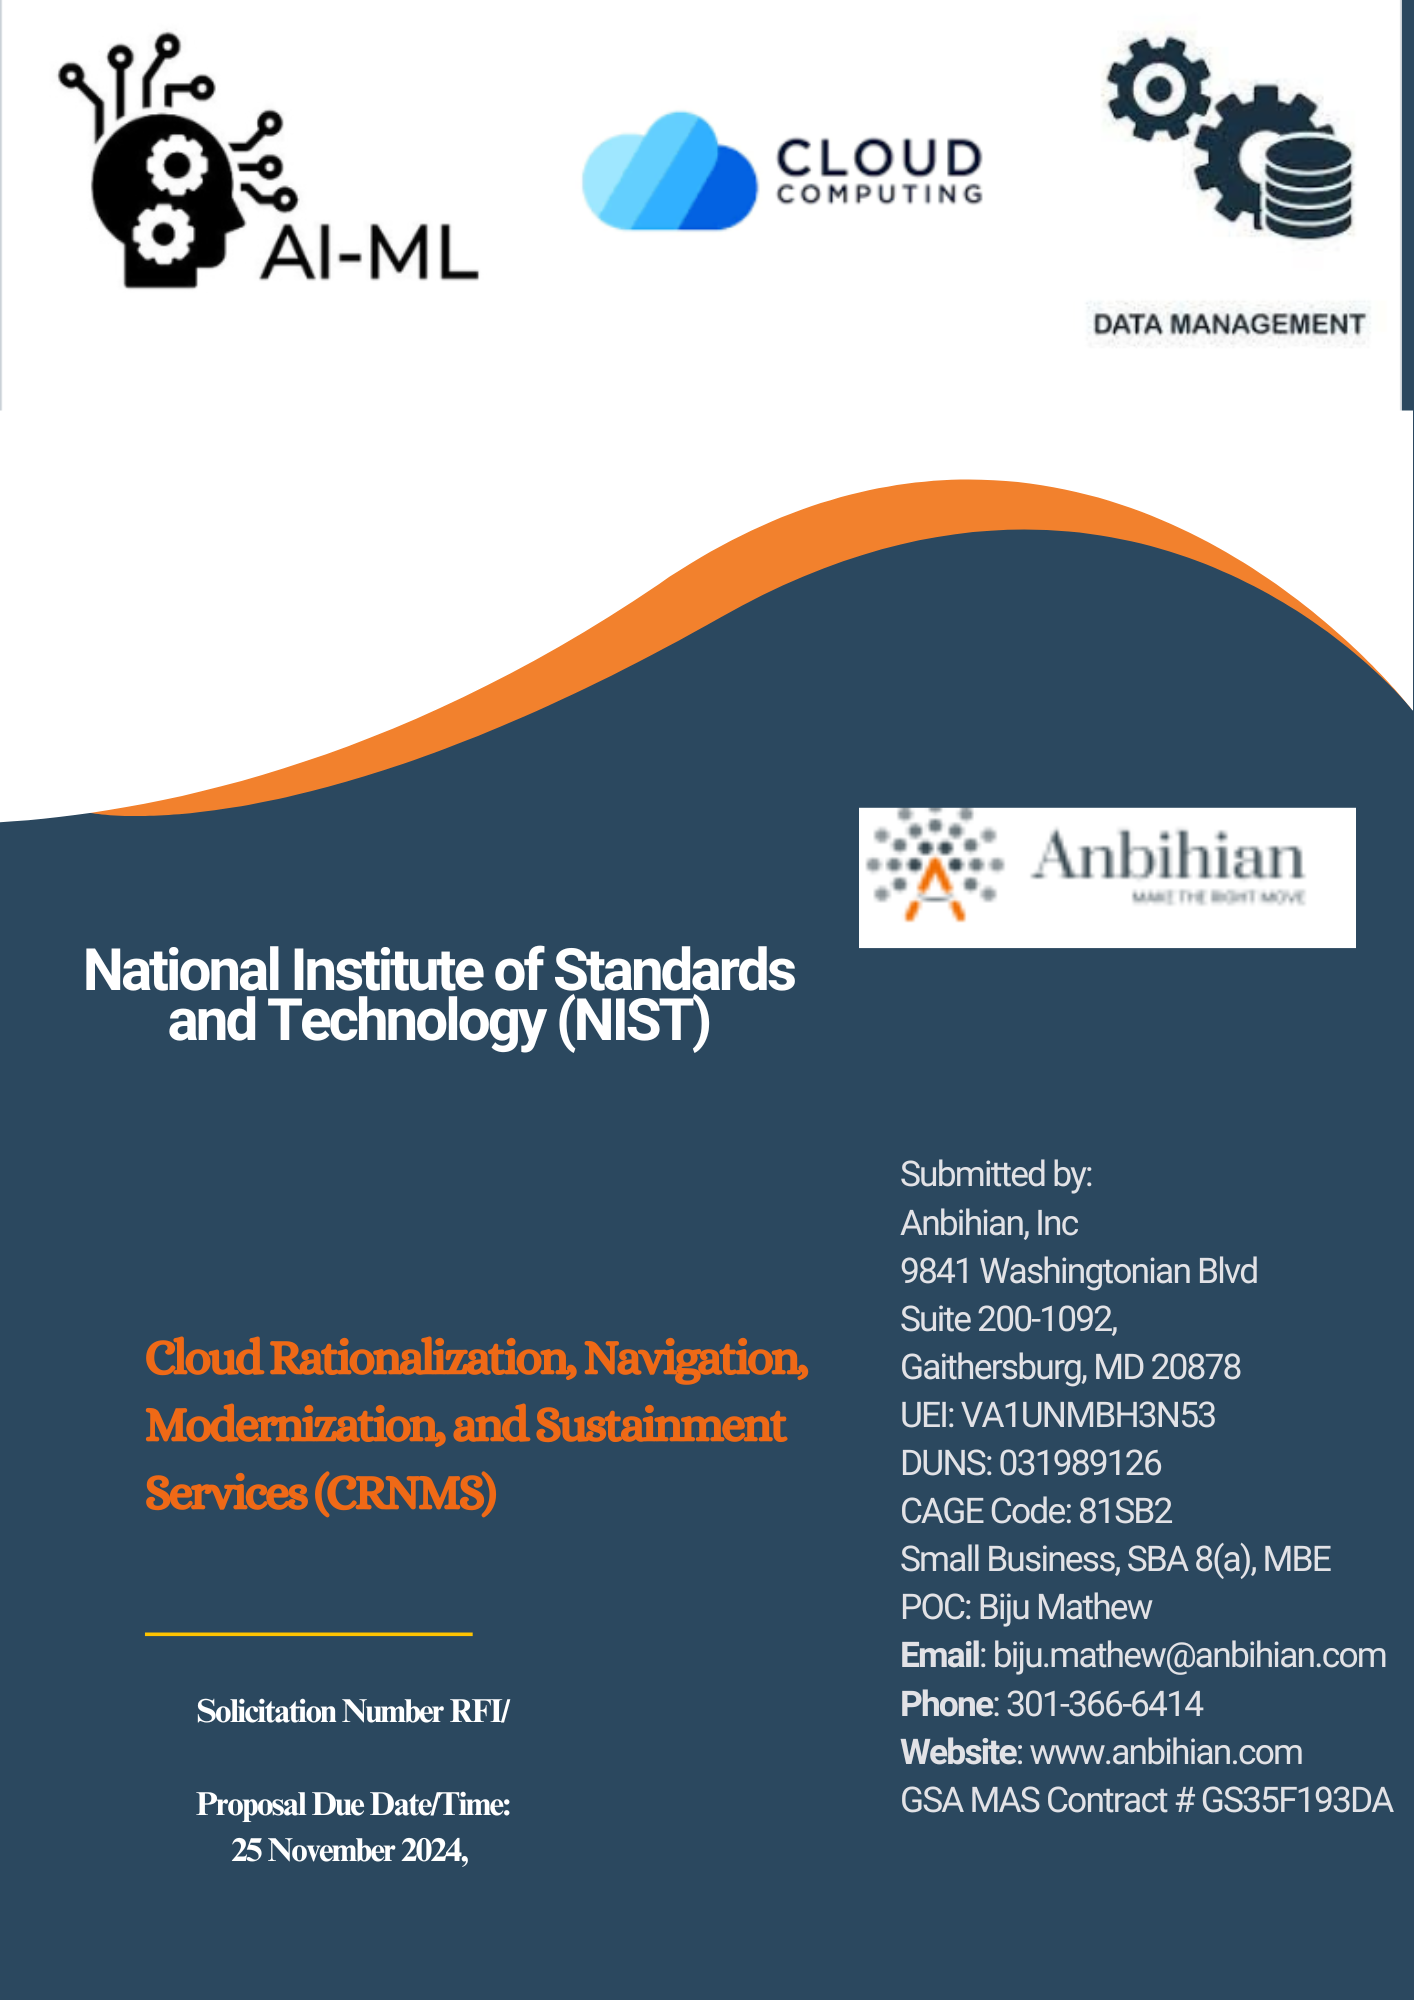 AI-ML
CLOUD
COMPUTING
DATA MANAGEMENT
Anbihian
MAKE THE RIGHT MOVE
National Institute of Standards
and Technology (NIST)
Submitted by:
Anbihian, Inc
9841 Washingtonian Blvd
Suite 200-1092,
Gaithersburg, MD 20878
UEI: VA1UNMBH3N53
DUNS: 031989126
CAGE Code: 81SB2
Small Business, SBA 8(a), MBE
POC: Biju Mathew
Email: biju.mathew@anbihian.com
Phone: 301-366-6414
Website: www.anbihian.com
GSA MAS Contract # GS35F193DA
Cloud Rationalization, Navigation,
Modernization, and Sustainment
Services (CRNMS)
Solicitation Number RFI/
Proposal Due Date/Time:
25 November 2024,